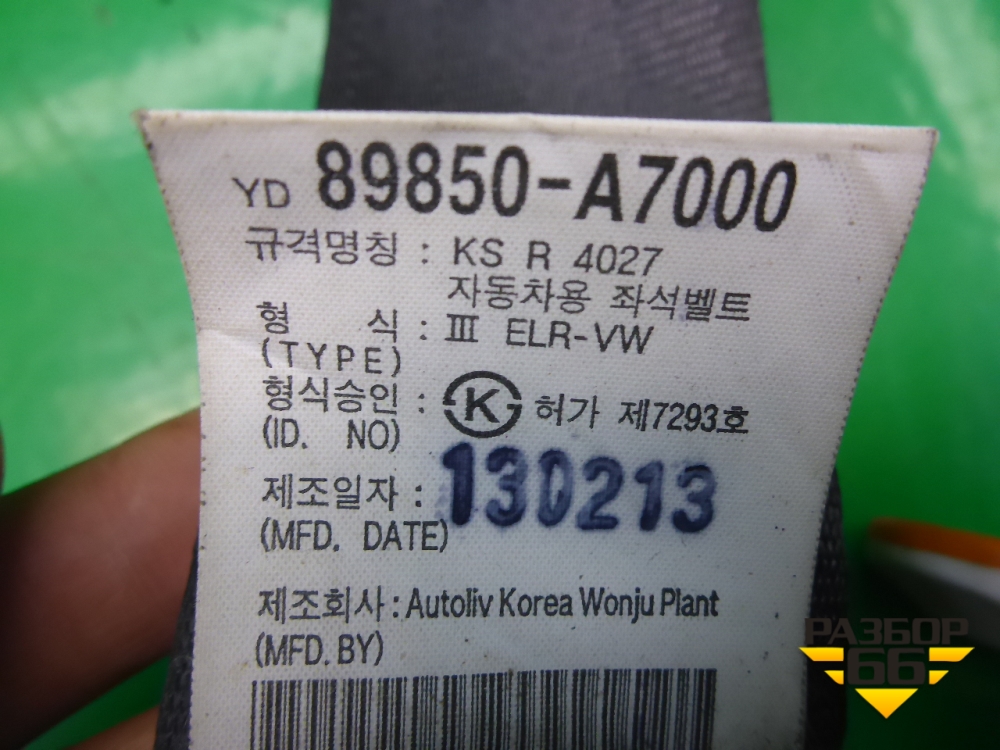 YD 89850-A7000
규격명칭 : KS R 4027
자동차용 좌석벨트
형 식 : III ELR-VW
(TYPE)
형식승인 : K 허가 제7293호
(ID. NO)
제조일자 : 130213
(MFD. DATE)
제조회사 : Autoliv Korea Wonju Plant
(MFD. BY)
РАЗБОР
66